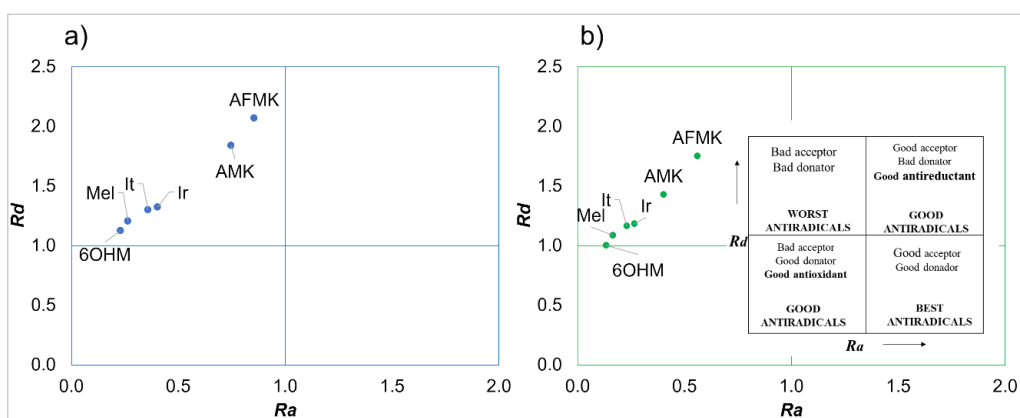 a)
Rd
2.5
2.0
1.5
1.0
0.5
0.0
AFMK
AMK
It
Ir
Mel
6OHM
0.0 0.5 1.0 1.5 2.0
Ra
b)
2.5
2.0
1.5
1.0
0.5
0.0
AFMK
AMK
It
Ir
Mel
6OHM
0.0 0.5 1.0 1.5 2.0
Ra
Bad acceptor
Bad donator
WORST
ANTIRADICALS
Good acceptor
Bad donator
Good antireductant
GOOD
ANTIRADICALS
Rd
Bad acceptor
Good donator
Good antioxidant
GOOD
ANTIRADICALS
Good acceptor
Good donador
BEST
ANTIRADICALS
Ra